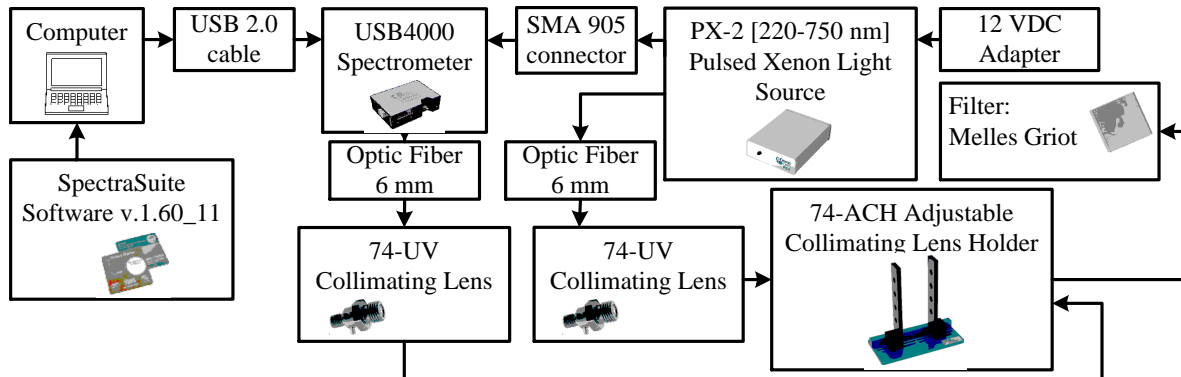 Computer
USB 2.0
cable
USB4000
Spectrometer
SMA 905
connector
PX-2 [220-750 nm]
Pulsed Xenon Light
Source
12 VDC
Adapter
Filter:
Melles Griot
SpectraSuite
Software v.1.60_11
Optic Fiber
6 mm
Optic Fiber
6 mm
74-UV
Collimating Lens
74-UV
Collimating Lens
74-ACH Adjustable
Collimating Lens Holder